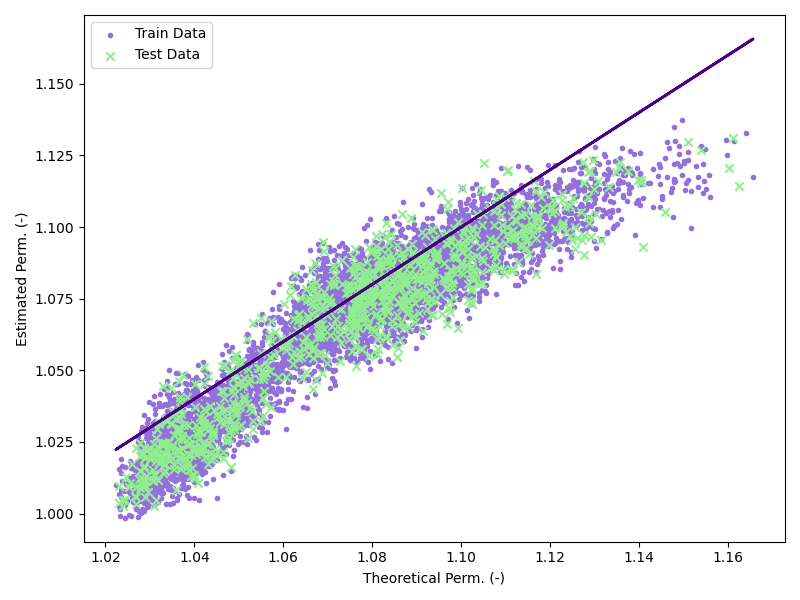 Train Data
Test Data
1.150
1.125
1.100
1.075
1.050
1.025
1.000
Estimated Perm. (-)
1.02 1.04 1.06 1.08 1.10 1.12 1.14 1.16
Theoretical Perm. (-)